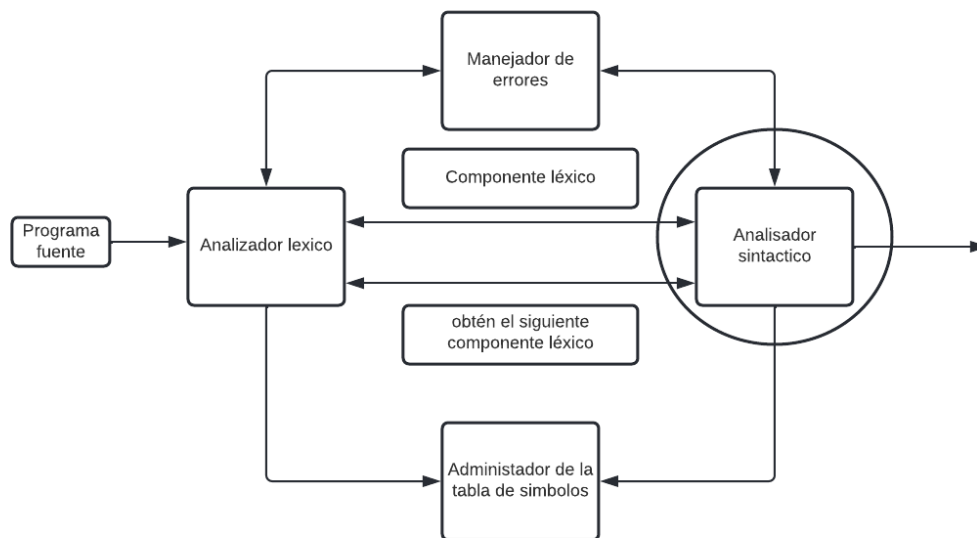 Manejador de
errores
Componente léxico
Programa
fuente
Analizador lexico
Analisador
sintactico
obtén el siguiente
componente léxico
Administador de la
tabla de simbolos